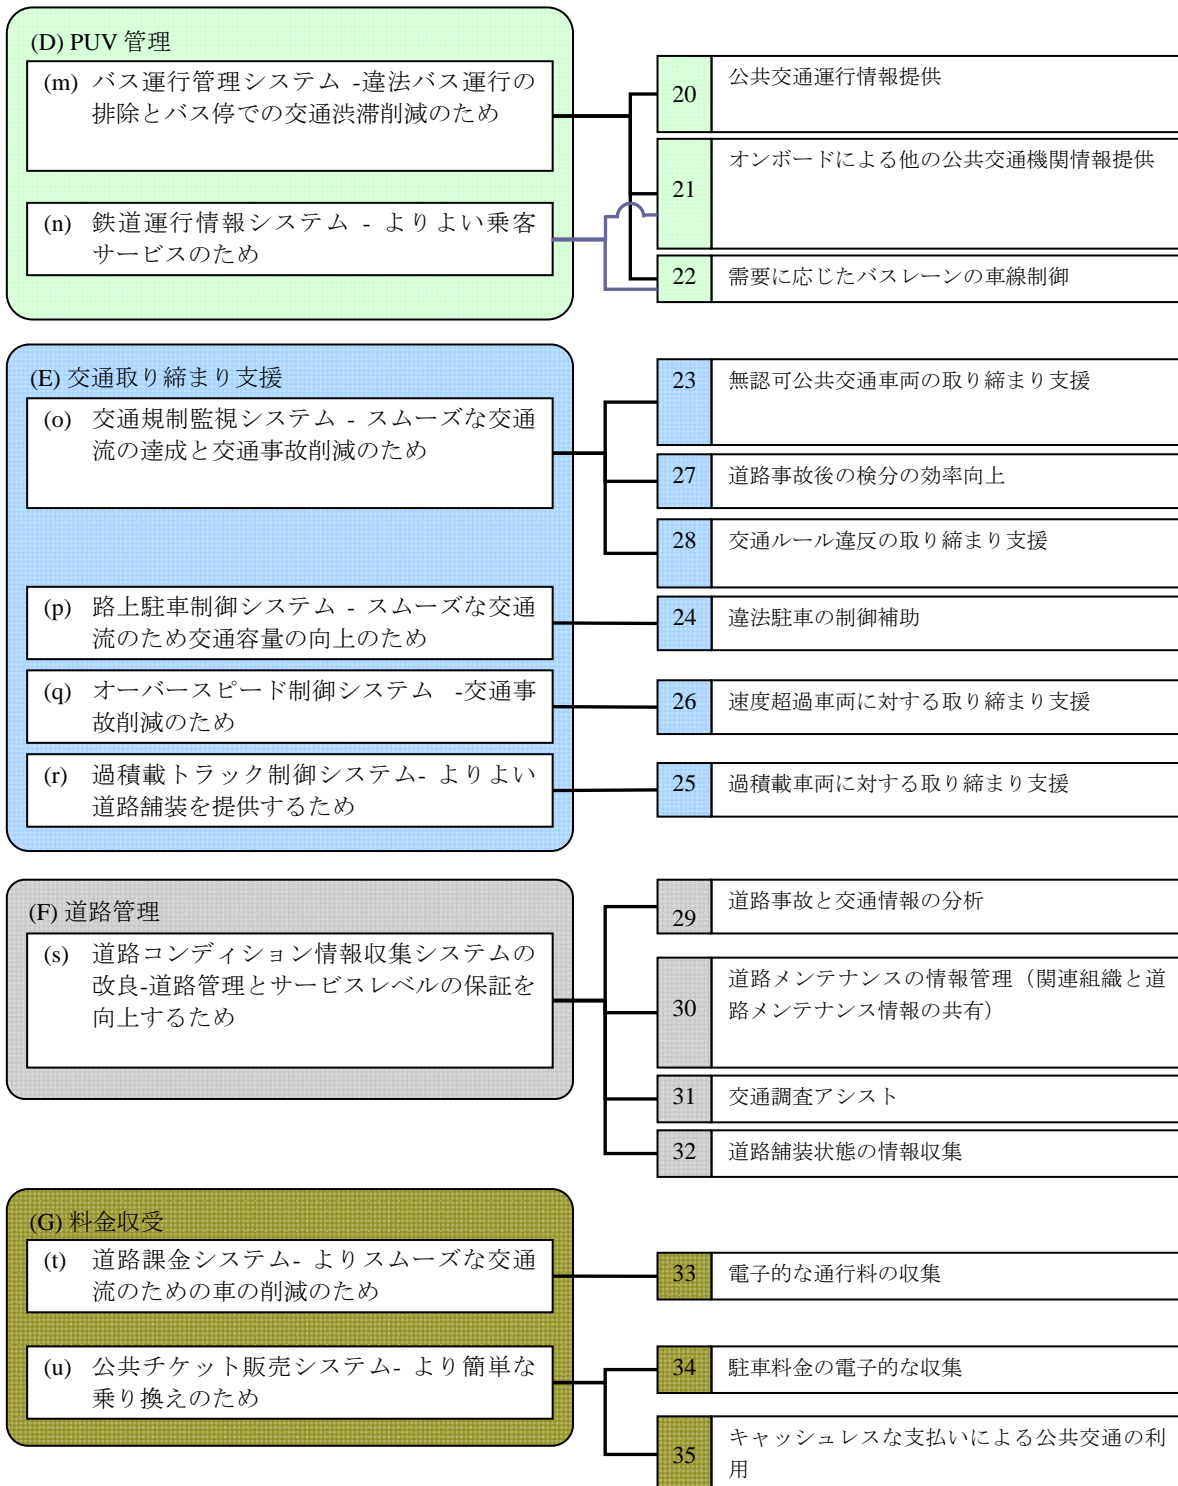 (D) PUV 管理
(m) バス運行管理システム -違法バス運行の
排除とバス停での交通渋滞削減のため
(n) 鉄道運行情報システム - よりよい乗客
サービスのため
20 公共交通運行情報提供
21 オンボードによる他の公共交通機関情報提供
22 需要に応じたバスレーンの車線制御
(E) 交通取り締まり支援
(o) 交通規制監視システム - スムーズな交通
流の達成と交通事故削減のため
(p) 路上駐車制御システム - スムーズな交通
流のため交通容量の向上のため
(q) オーバースピード制御システム -交通事
故削減のため
(r) 過積載トラック制御システム- よりよい
道路舗装を提供するため
23 無認可公共交通車両の取り締まり支援
27 道路事故後の検分の効率向上
28 交通ルール違反の取り締まり支援
24 違法駐車の制御補助
26 速度超過車両に対する取り締まり支援
25 過積載車両に対する取り締まり支援
(F) 道路管理
(s) 道路コンディション情報収集システムの
改良-道路管理とサービスレベルの保証を
向上するため
29 道路事故と交通情報の分析
30 道路メンテナンスの情報管理（関連組織と道
路メンテナンス情報の共有）
31 交通調査アシスト
32 道路舗装状態の情報収集
(G) 料金収受
(t) 道路課金システム- よりスムーズな交通
流のための車の削減のため
(u) 公共チケット販売システム- より簡単な
乗り換えのため
33 電子的な通行料の収集
34 駐車料金の電子的な収集
35 キャッシュレスな支払いによる公共交通の利
用